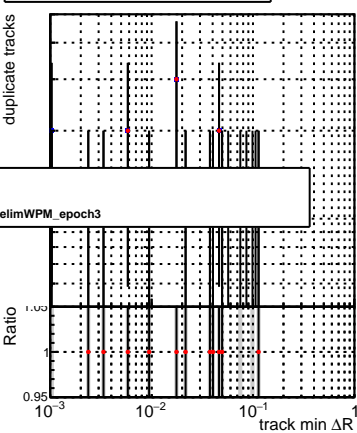 duplicate tracks
elimWPM_epoch3
Ratio
1.05
1
0.95
10⁻³ 10⁻² 10⁻¹ 1
track min ΔR